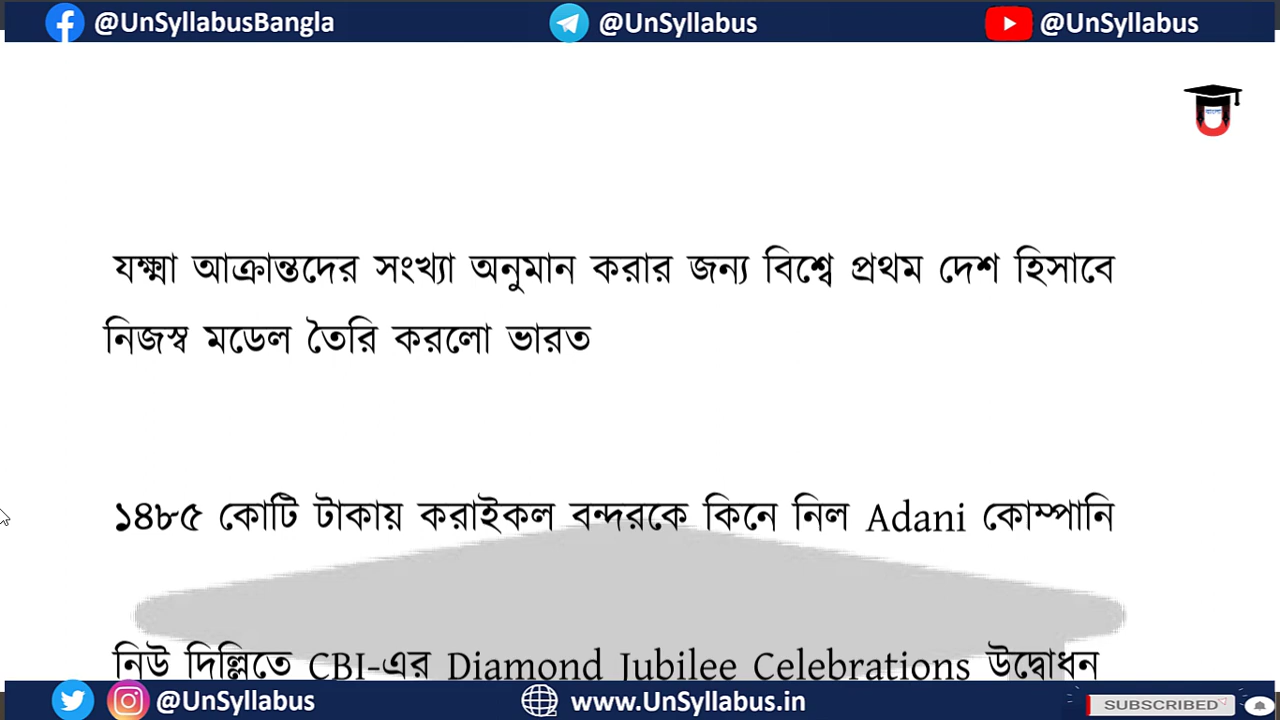 @UnSyllabusBangla @UnSyllabus @UnSyllabus
যক্ষ্মা আক্রান্তদের সংখ্যা অনুমান করার জন্য বিশ্বে প্রথম দেশ হিসাবে
নিজস্ব মডেল তৈরি করলো ভারত
১৪৮৫ কোটি টাকায় করাইকল বন্দরকে কিনে নিল Adani কোম্পানি
নিউ দিল্লিতে CBI-এর Diamond Jubilee Celebrations উদ্বোধন
@UnSyllabus www.UnSyllabus.in SUBSCRIBED